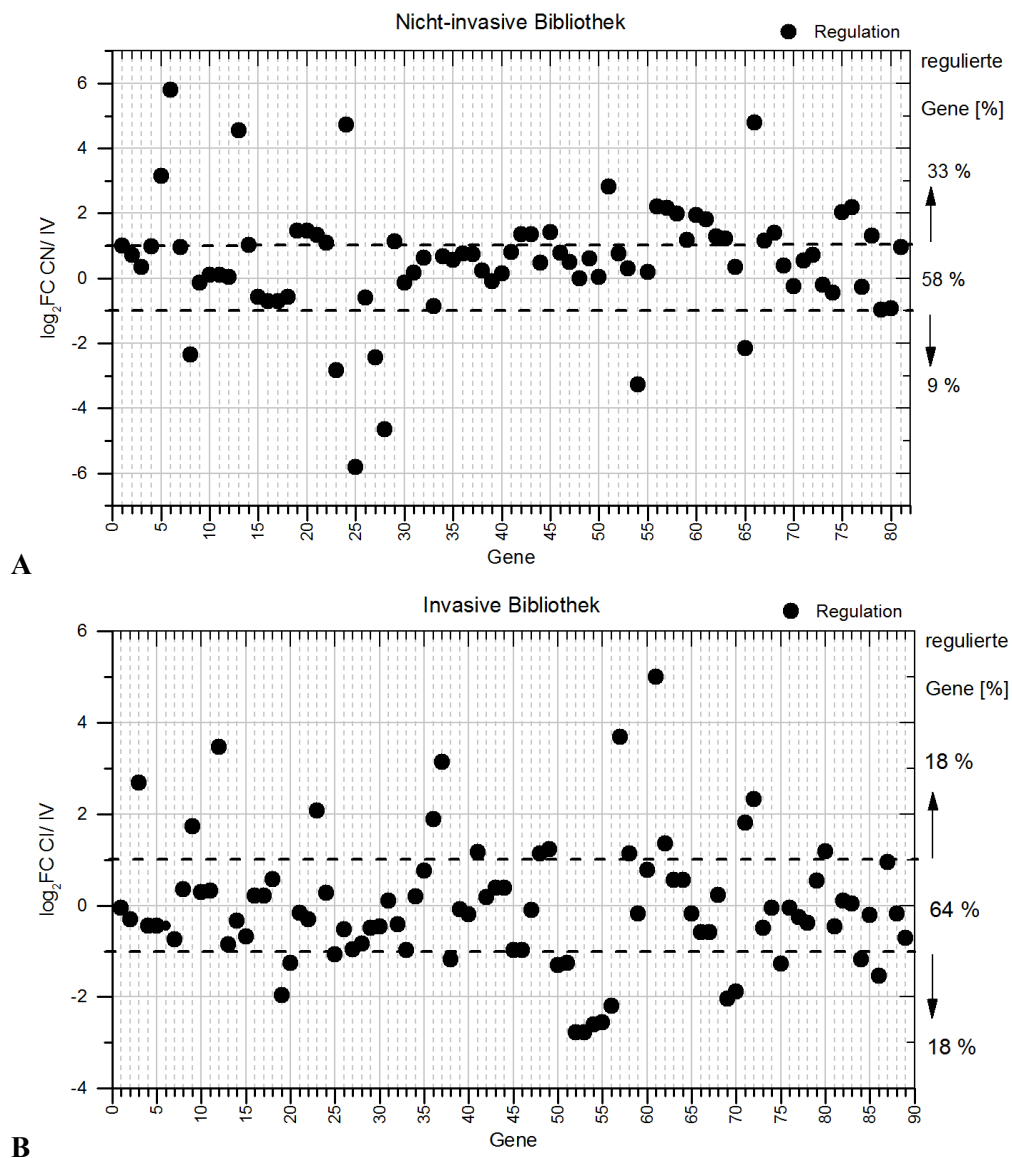 Nicht-invasive Bibliothek
Regulation
regulierte
Gene [%]
33 %
58 %
9 %
log₂FC CN/ IV
6
4
2
0
-2
-4
-6
0 5 10 15 20 25 30 35 40 45 50 55 60 65 70 75 80
Gene
A
Invasive Bibliothek
Regulation
regulierte
Gene [%]
18 %
64 %
18 %
log₂FC CI/ IV
6
4
2
0
-2
-4
0 5 10 15 20 25 30 35 40 45 50 55 60 65 70 75 80 85 90
Gene
B